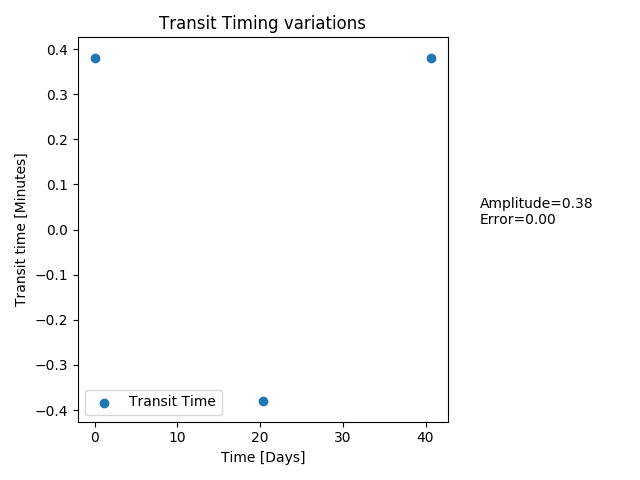 Transit Timing variations
Transit time [Minutes]
0.4
0.3
0.2
0.1
0.0
−0.1
−0.2
−0.3
−0.4
Transit Time
0
10
20
30
40
Time [Days]
Amplitude=0.38
Error=0.00